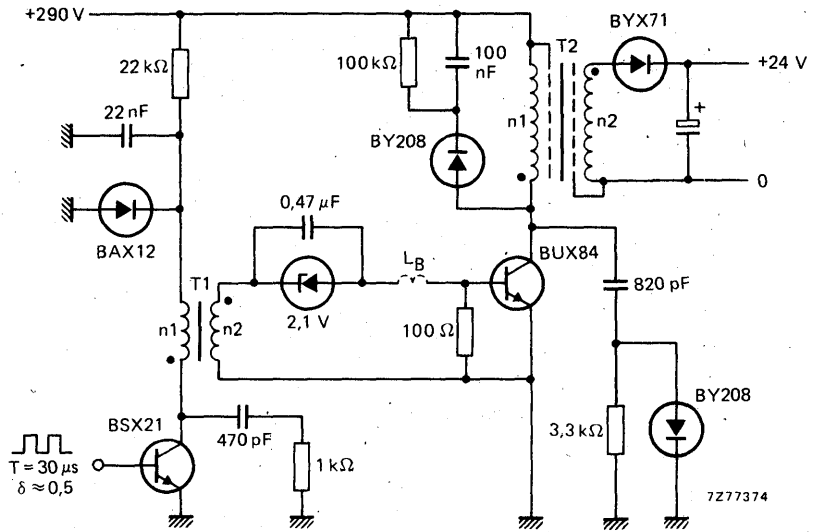 +290 V
BYX71
T2
22 kΩ
100 kΩ
100
nF
+24 V
+
22 nF
n1
n2
BY208
0
0,47 μF
BAX12
T1
L_B
BUX84
820 pF
2,1 V
n1
n2
100 Ω
BSX21
BY208
470 pF
3,3 kΩ
T = 30 μs
δ ≈ 0,5
1 kΩ
7Z77374